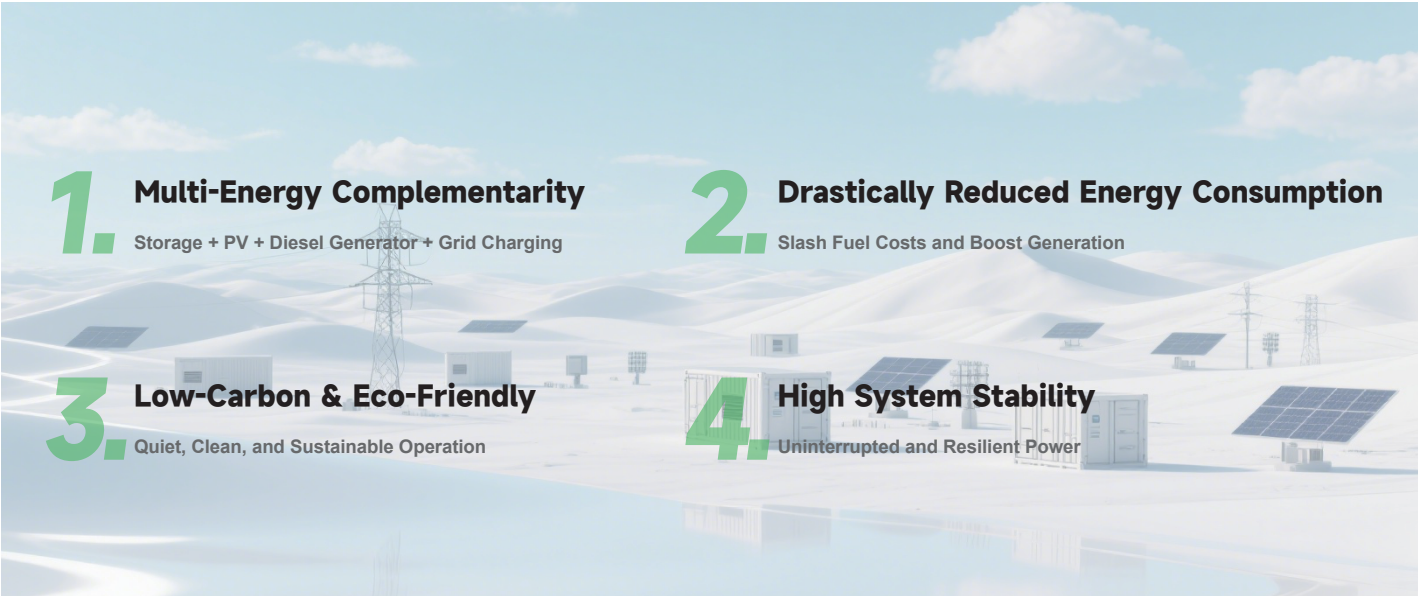 1.
Multi-Energy Complementarity
Storage + PV + Diesel Generator + Grid Charging
2.
Drastically Reduced Energy Consumption
Slash Fuel Costs and Boost Generation
3.
Low-Carbon & Eco-Friendly
Quiet, Clean, and Sustainable Operation
4.
High System Stability
Uninterrupted and Resilient Power